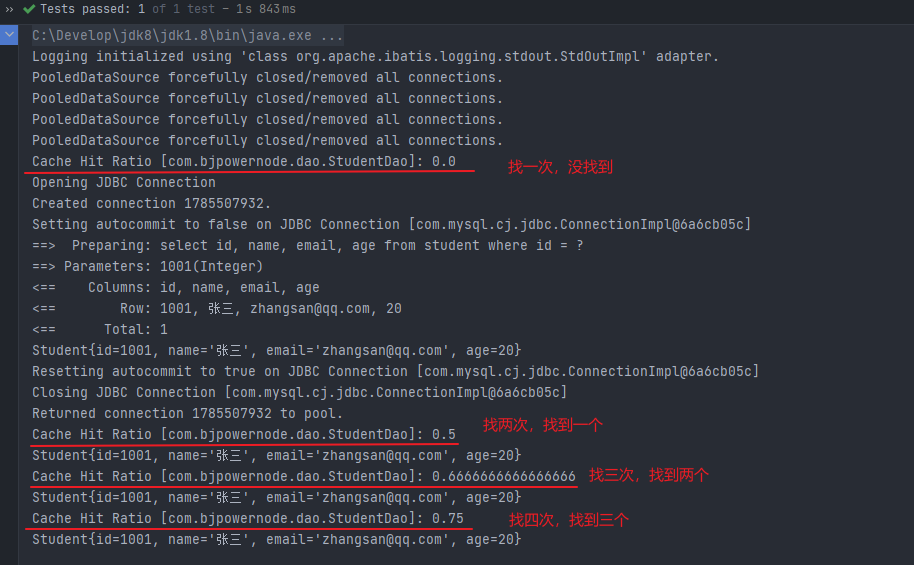 Tests passed: 1 of 1 test – 1 s 843 ms
C:\Develop\jdk8\jdk1.8\bin\java.exe ...
Logging initialized using 'class org.apache.ibatis.logging.stdout.StdOutImpl' adapter.
PooledDataSource forcefully closed/removed all connections.
PooledDataSource forcefully closed/removed all connections.
PooledDataSource forcefully closed/removed all connections.
PooledDataSource forcefully closed/removed all connections.
Cache Hit Ratio [com.bjpowernode.dao.StudentDao]: 0.0 找一次，没找到
Opening JDBC Connection
Created connection 1785507932.
Setting autocommit to false on JDBC Connection [com.mysql.cj.jdbc.ConnectionImpl@6a6cb05c]
==>  Preparing: select id, name, email, age from student where id = ?
==> Parameters: 1001(Integer)
<==    Columns: id, name, email, age
<==        Row: 1001, 张三, zhangsan@qq.com, 20
<==      Total: 1
Student{id=1001, name='张三', email='zhangsan@qq.com', age=20}
Resetting autocommit to true on JDBC Connection [com.mysql.cj.jdbc.ConnectionImpl@6a6cb05c]
Closing JDBC Connection [com.mysql.cj.jdbc.ConnectionImpl@6a6cb05c]
Returned connection 1785507932 to pool.
Cache Hit Ratio [com.bjpowernode.dao.StudentDao]: 0.5 找两次，找到一个
Student{id=1001, name='张三', email='zhangsan@qq.com', age=20}
Cache Hit Ratio [com.bjpowernode.dao.StudentDao]: 0.6666666666666666 找三次，找到两个
Student{id=1001, name='张三', email='zhangsan@qq.com', age=20}
Cache Hit Ratio [com.bjpowernode.dao.StudentDao]: 0.75 找四次，找到三个
Student{id=1001, name='张三', email='zhangsan@qq.com', age=20}